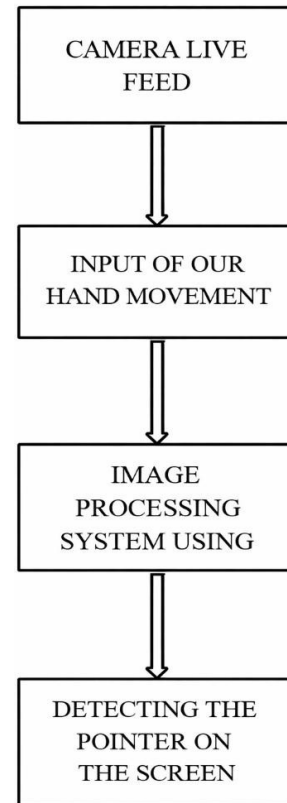 CAMERA LIVE
FEED
INPUT OF OUR
HAND MOVEMENT
IMAGE
PROCESSING
SYSTEM USING
DETECTING THE
POINTER ON
THE SCREEN